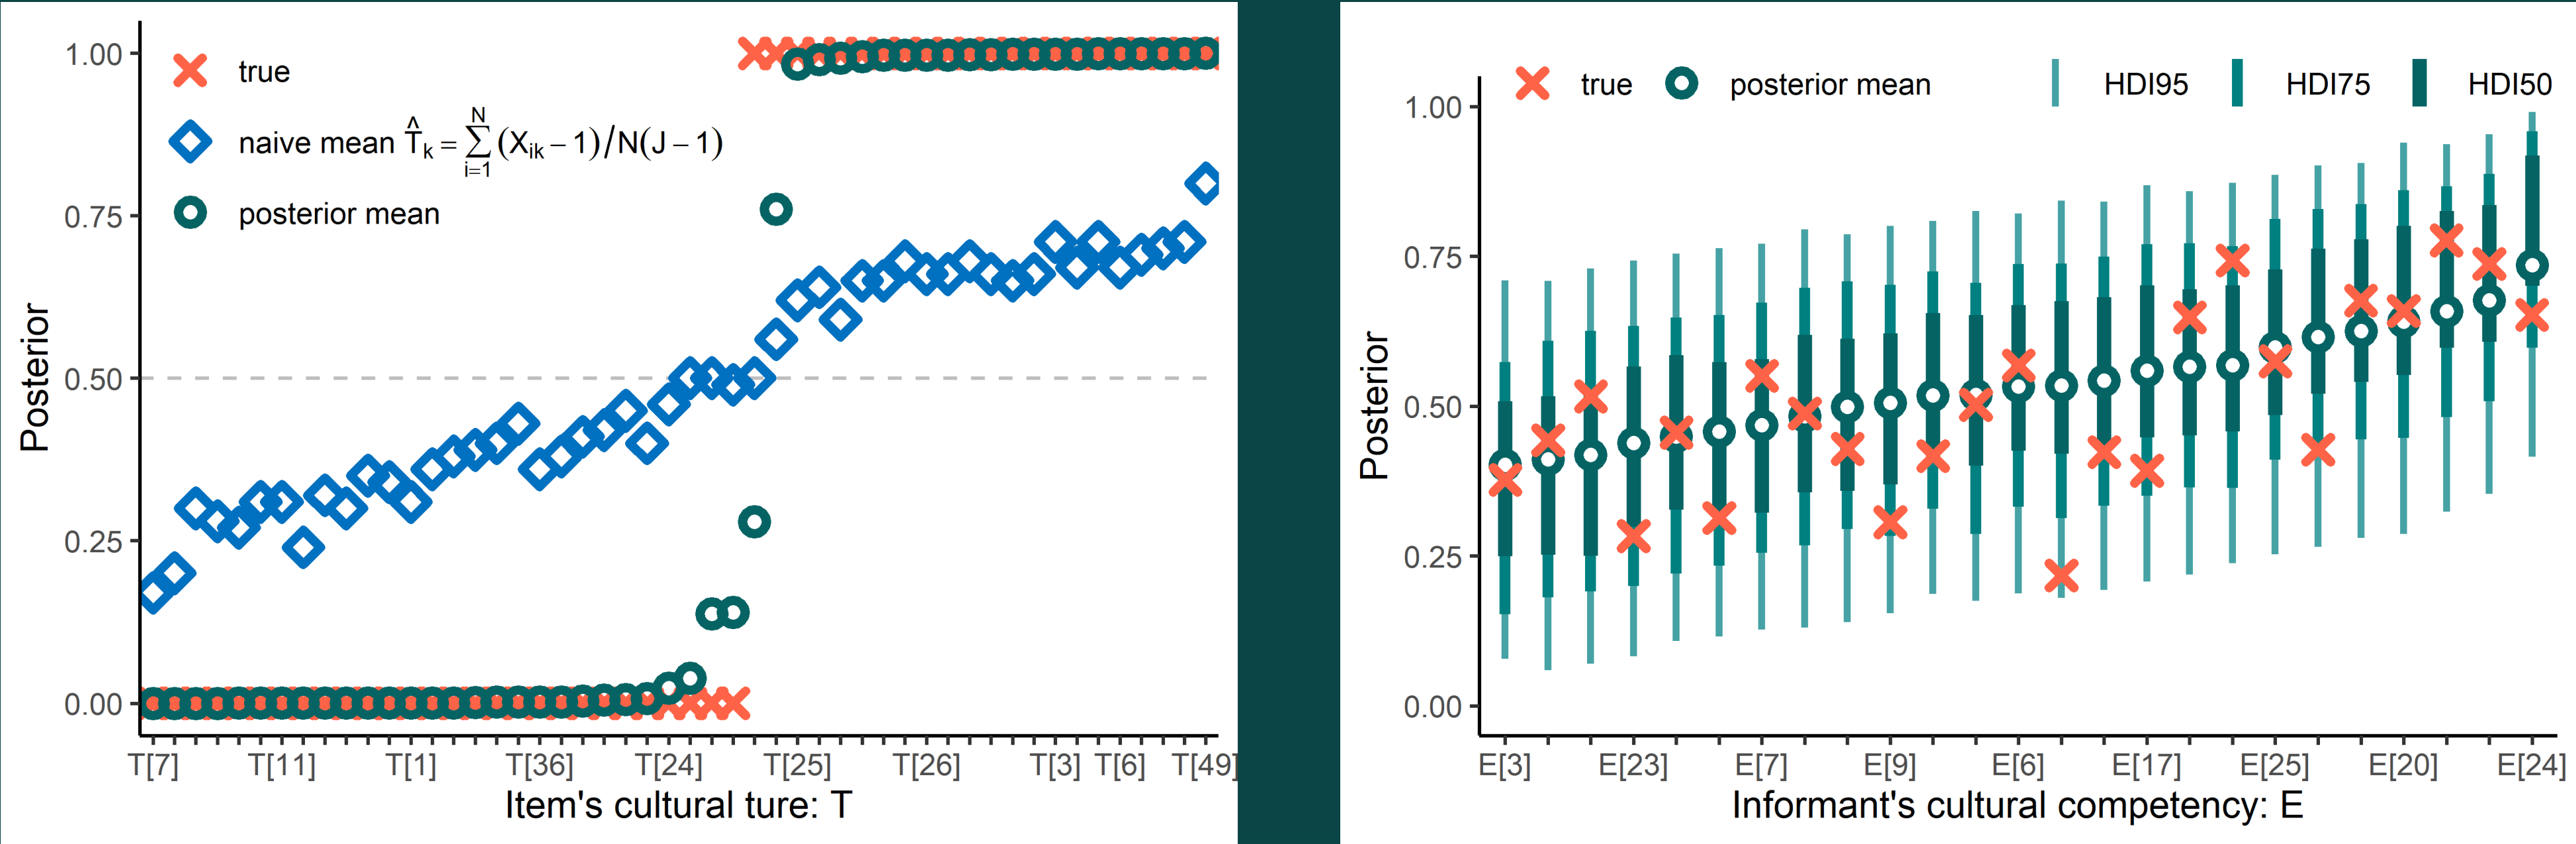 1.00
0.75
0.50
0.25
0.00
Posterior
true
naive mean T̂k = ∑i=1N (Xik − 1)/N(J − 1)
posterior mean
T[7] T[11] T[1] T[36] T[24] T[25] T[26] T[3] T[6] T[49]
Item's cultural ture: T
true posterior mean HDI95 HDI75 HDI50
1.00
0.75
0.50
0.25
0.00
Posterior
E[3] E[23] E[7] E[9] E[6] E[17] E[25] E[20] E[24]
Informant's cultural competency: E